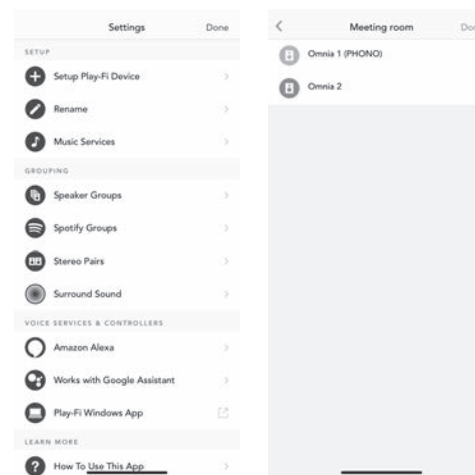 Settings
Done
SETUP
Setup Play-Fi Device
Rename
Music Services
GROUPING
Speaker Groups
Spotify Groups
Stereo Pairs
Surround Sound
VOICE SERVICES & CONTROLLERS
Amazon Alexa
Works with Google Assistant
Play-Fi Windows App
LEARN MORE
How To Use This App
Meeting room
Don
Omnia 1 (PHONO)
Omnia 2